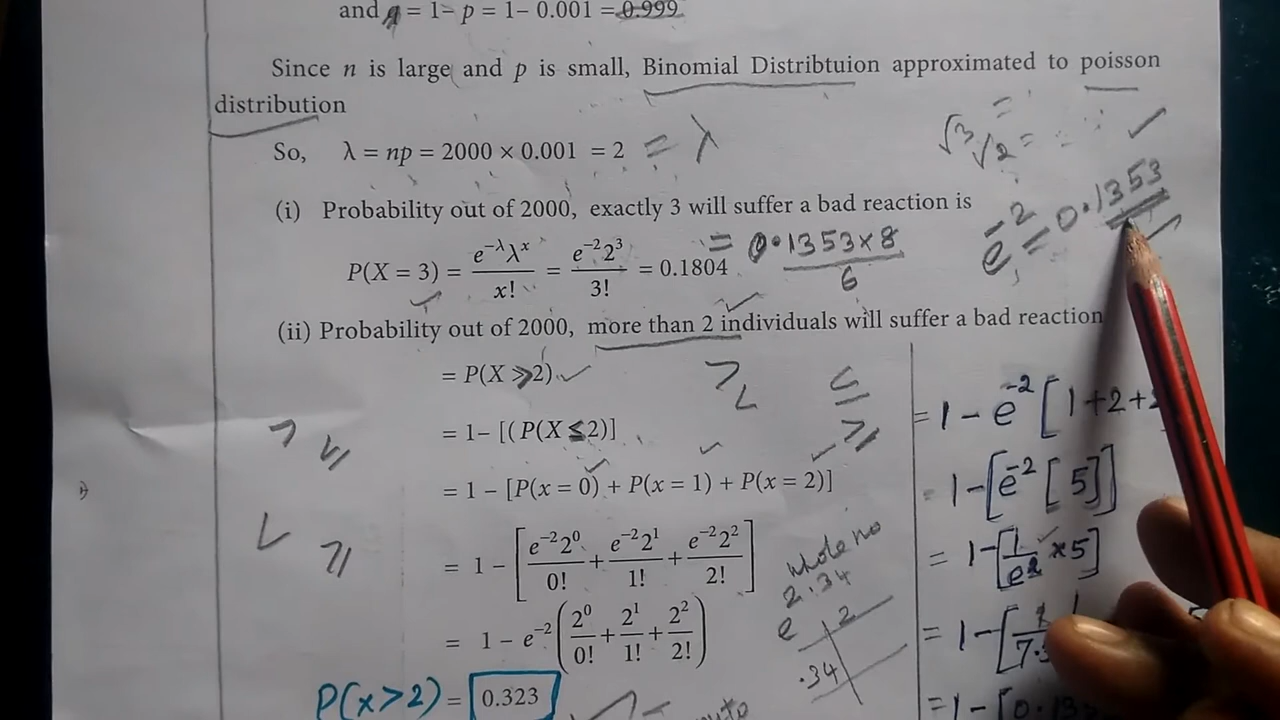 and q = 1– p = 1– 0.001 = 0.999
Since n is large and p is small, Binomial Distribtuion approximated to poisson
distribution
So, λ = np = 2000 × 0.001 = 2 = λ
√3 √2 =
(i) Probability out of 2000, exactly 3 will suffer a bad reaction is
e⁻² = 0.1353
P(X = 3) = e^–λ λ^x / x! = e^–2 2^3 / 3! = 0.1804 = 0.1353×8 / 6
(ii) Probability out of 2000, more than 2 individuals will suffer a bad reaction
= P(X > 2)
> <
≤
≥
= 1– [(P(X ≤ 2)]
= 1 – [P(x = 0) + P(x = 1) + P(x = 2)]
= 1 – [e^–2 2^0 / 0! + e^–2 2^1 / 1! + e^–2 2^2 / 2!]
= 1 – e^–2 (2^0 / 0! + 2^1 / 1! + 2^2 / 2!)
P(x>2) = 0.323
whole no
2.34
e 2
.34
= 1 – e^-2 [1+2+
= 1-[e^-2 [5]]
= 1-[1/e^2 ×5]
= 1-[
= 1-[0.13